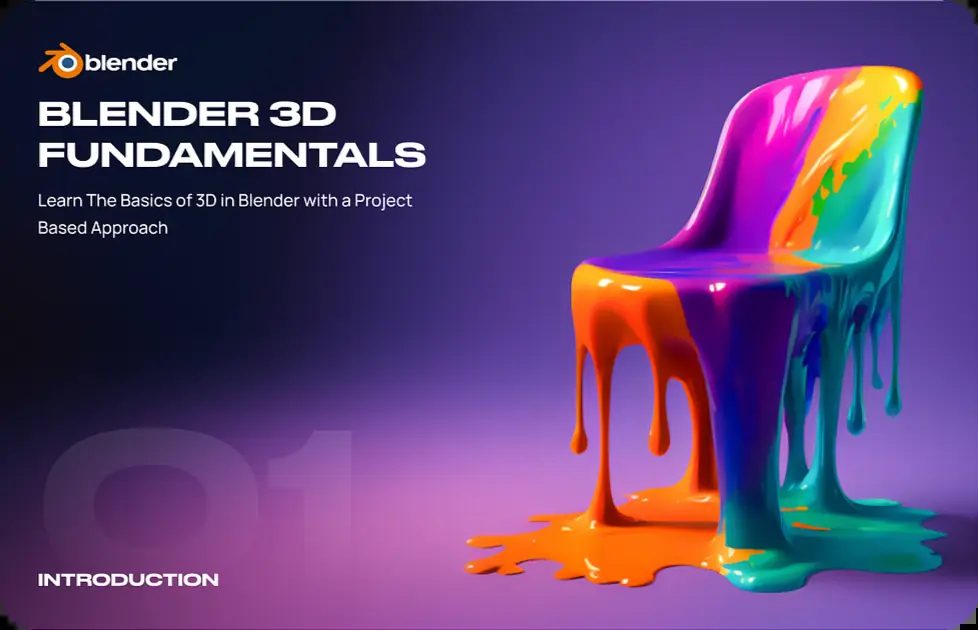 blender
BLENDER 3D
FUNDAMENTALS
Learn The Basics of 3D in Blender with a Project
Based Approach
01
INTRODUCTION